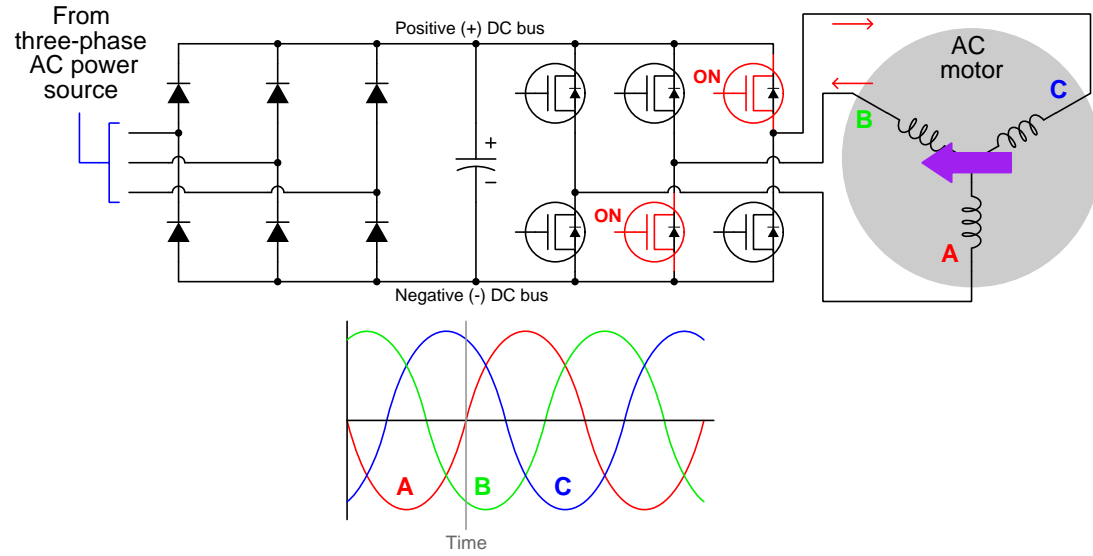 From
three-phase
AC power
source
Positive (+) DC bus
ON
ON
+
−
Negative (-) DC bus
AC
motor
B
C
A
A
B
C
Time